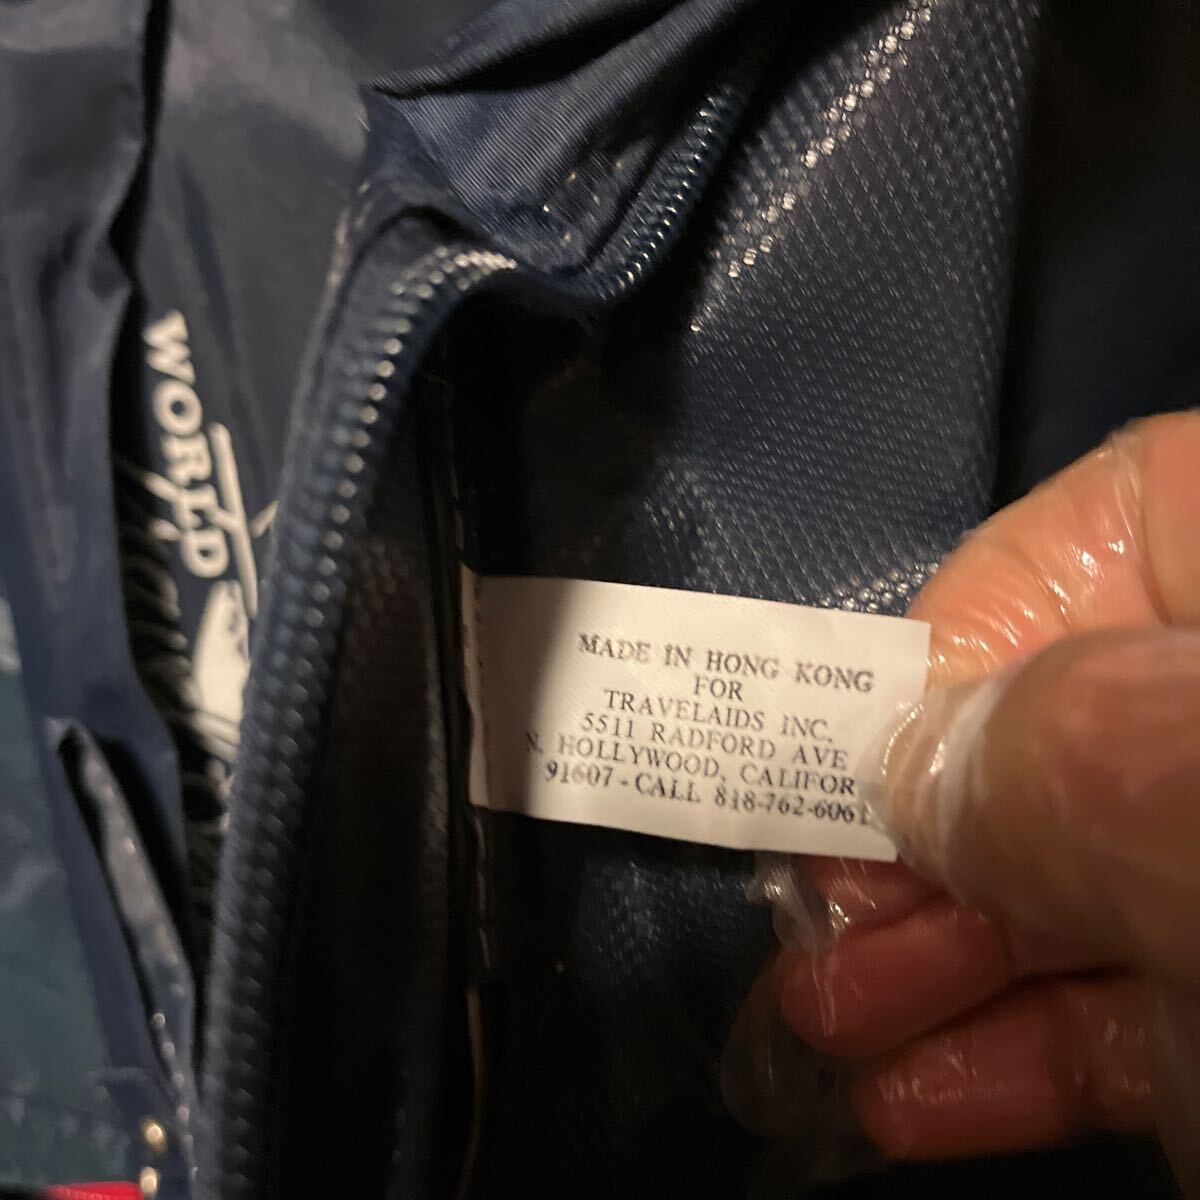 WORLD
MADE IN HONG KONG
FOR
TRAVELAIDS INC.
5511 RADFORD AVE
N. HOLLYWOOD, CALIFOR
91607 - CALL 818-762-6061